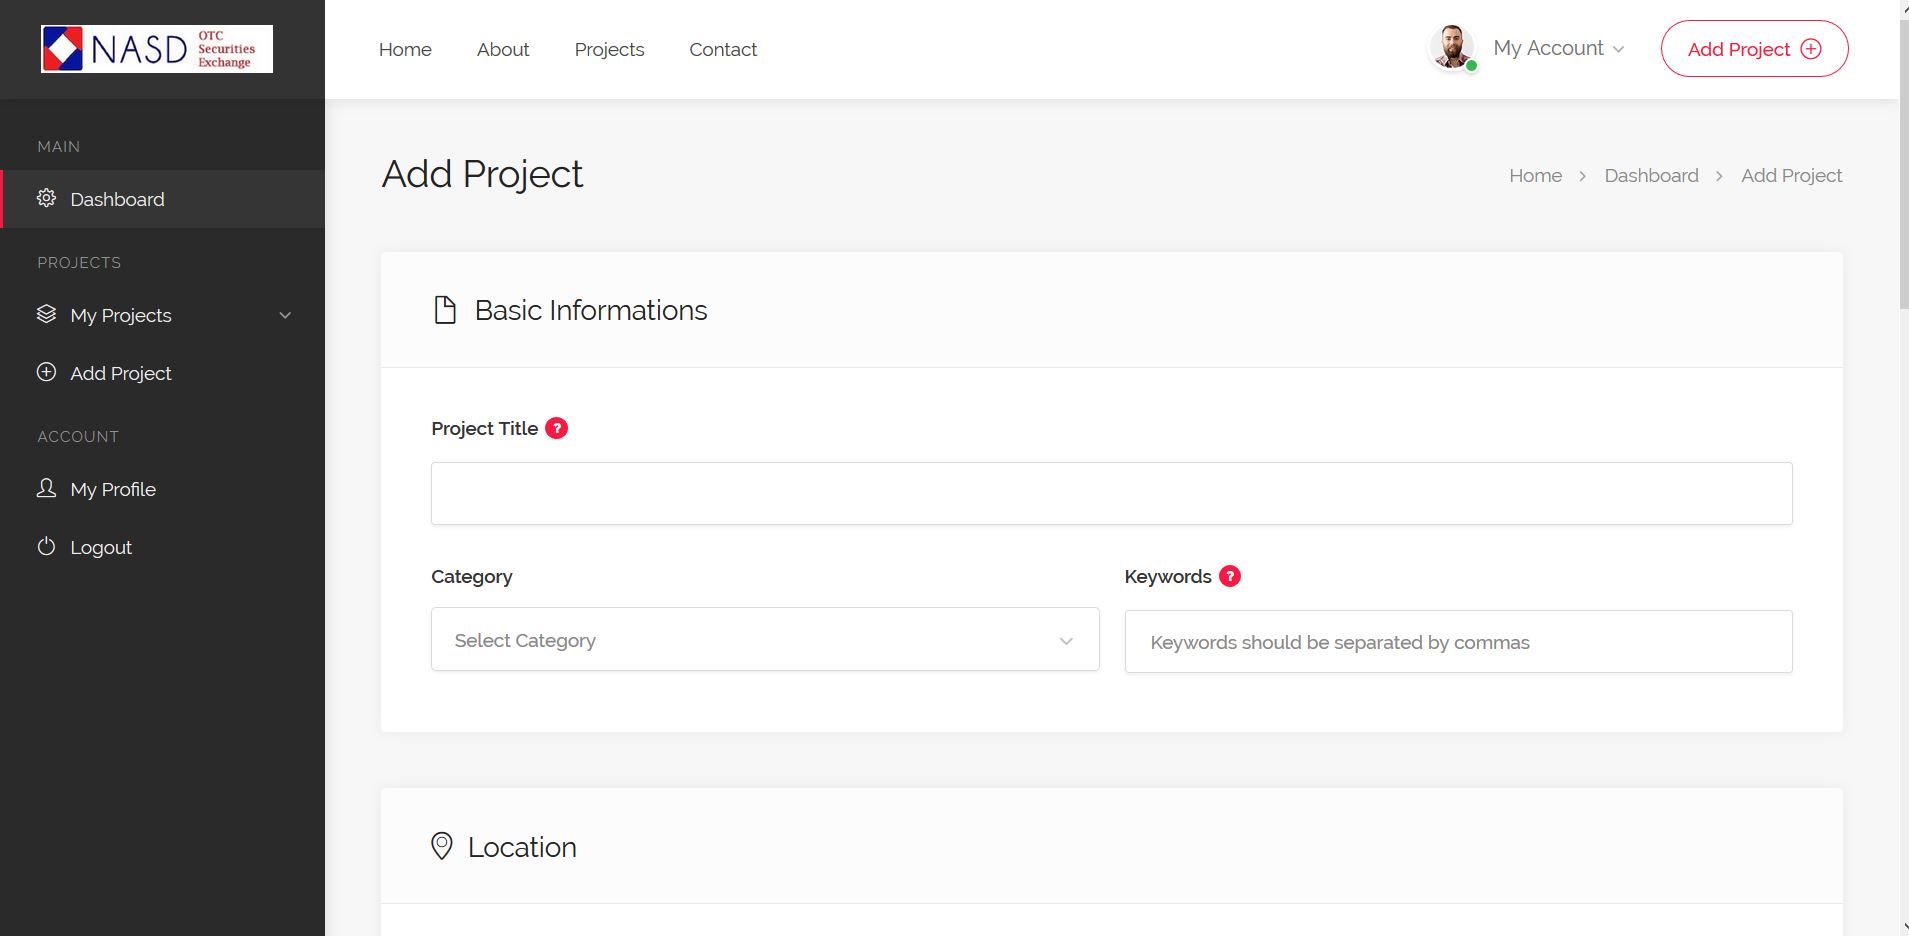 NASD
OTC
Securities
Exchange
Home
About
Projects
Contact
My Account
Add Project
MAIN
Dashboard
PROJECTS
My Projects
Add Project
ACCOUNT
My Profile
Logout
Add Project
Home > Dashboard > Add Project
Basic Informations
Project Title ?
Category
Select Category
Keywords ?
Keywords should be separated by commas
Location